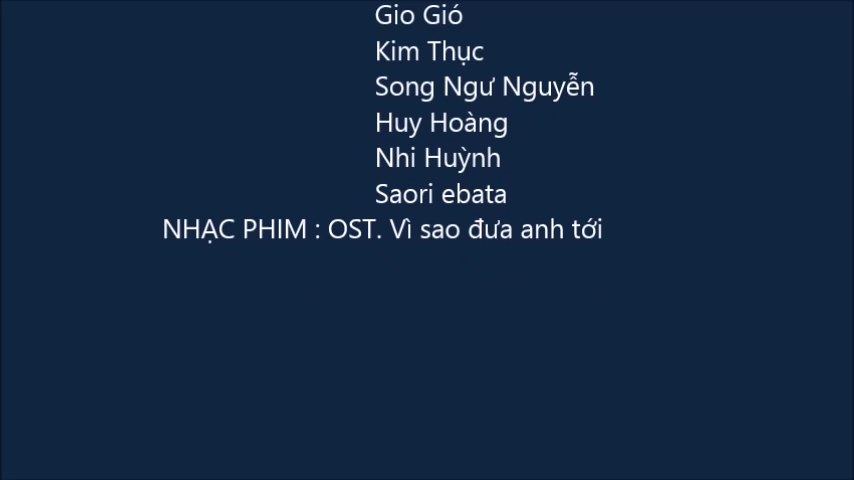 Gio Gió
Kim Thục
Song Ngư Nguyễn
Huy Hoàng
Nhi Huỳnh
Saori ebata
NHẠC PHIM : OST. Vì sao đưa anh tới